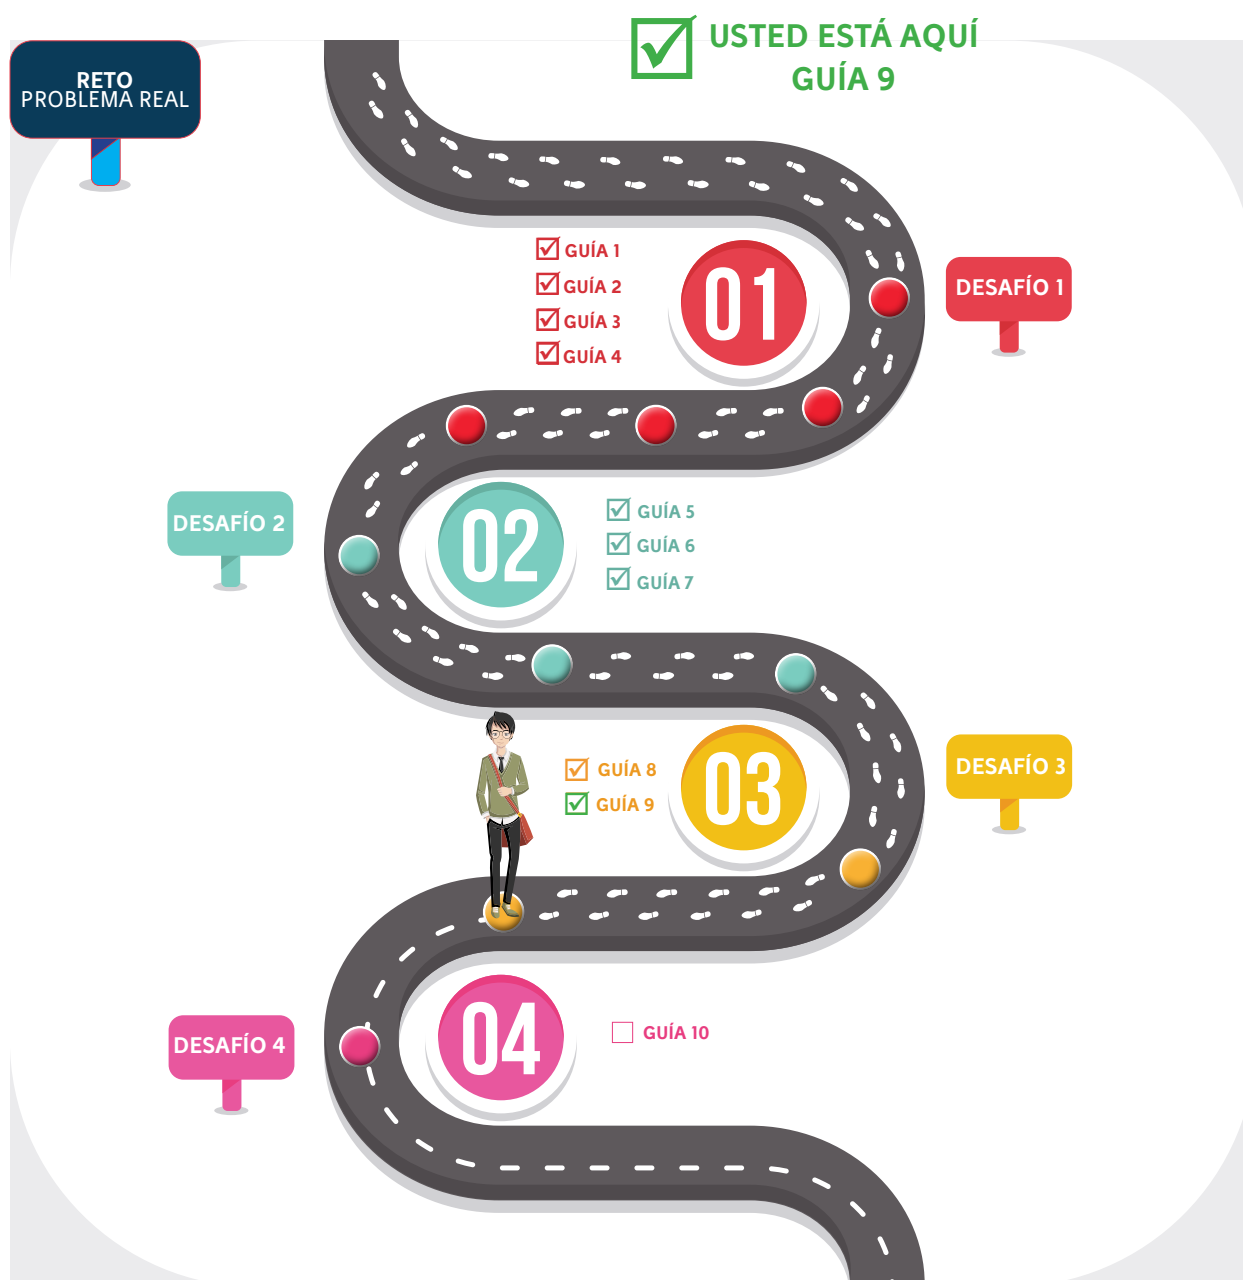 USTED ESTÁ AQUÍ
GUÍA 9
RETO
PROBLEMA REAL
GUÍA 1
GUÍA 2
GUÍA 3
GUÍA 4
01
DESAFÍO 1
DESAFÍO 2
02
GUÍA 5
GUÍA 6
GUÍA 7
GUÍA 8
GUÍA 9
03
DESAFÍO 3
DESAFÍO 4
04
GUÍA 10